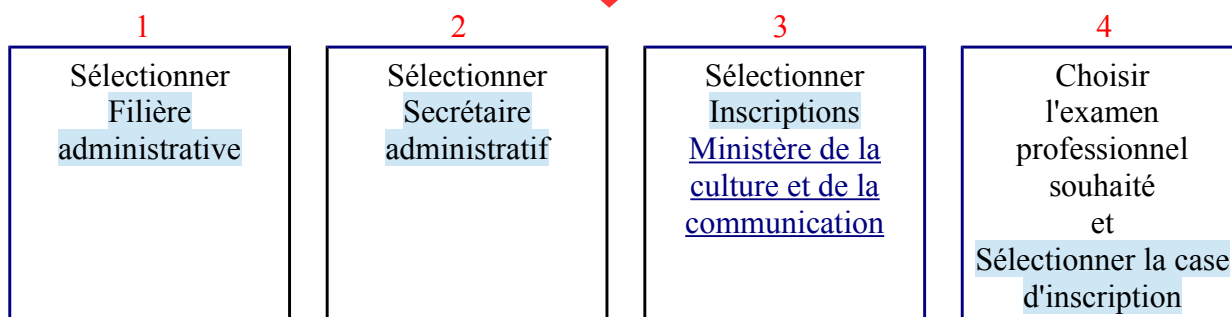 1
Sélectionner
Filière
administrative
2
Sélectionner
Secrétaire
administratif
3
Sélectionner
Inscriptions
Ministère de la
culture et de la
communication
4
Choisir
l'examen
professionnel
souhaité
et
Sélectionner la case
d'inscription